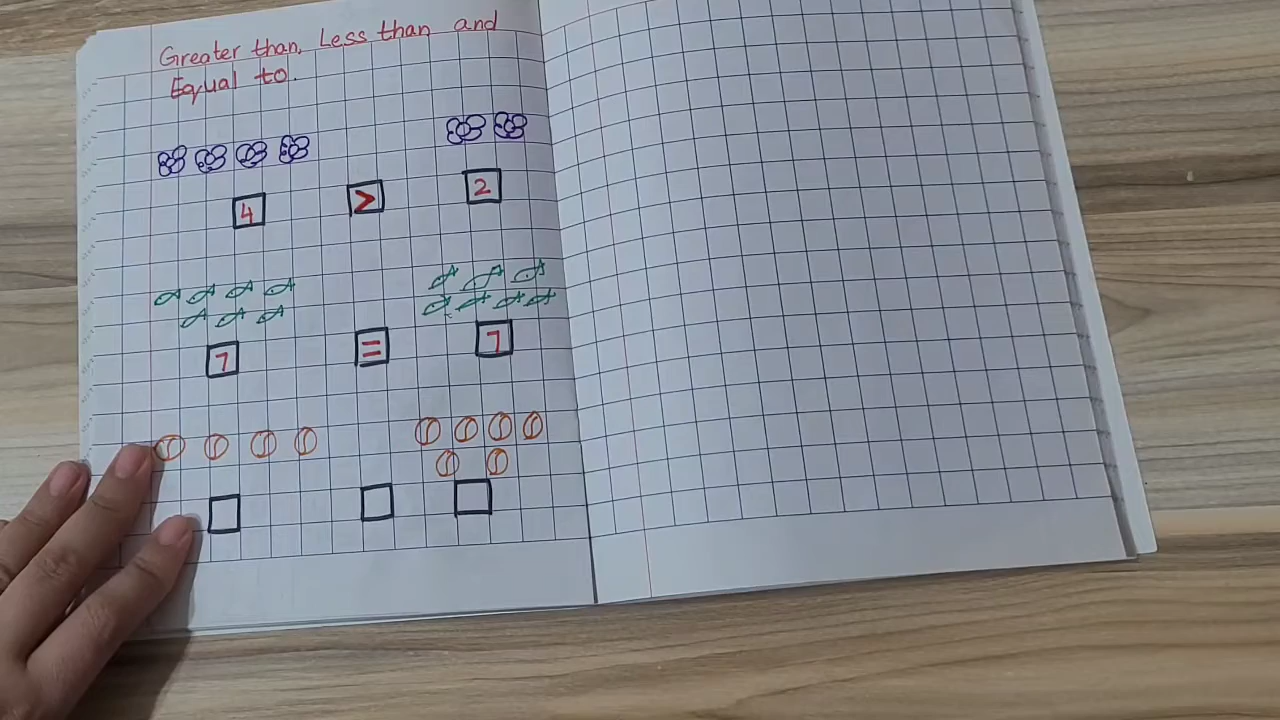 Greater than, Less than and
Equal to.
4 > 2
7 = 7